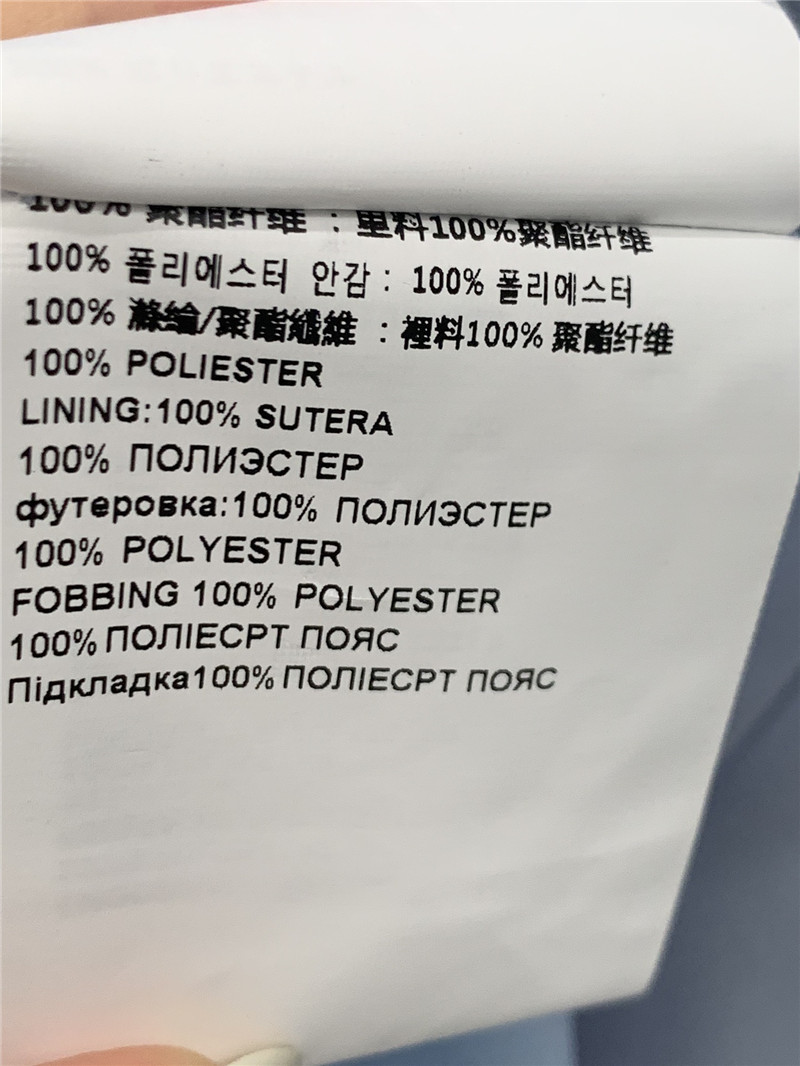 100% 聚酯纤维 : 里料100%聚酯纤维
100% 폴리에스터 안감 : 100% 폴리에스터
100% 滌綸/聚酯纖維 : 裡料100% 聚酯纤维
100% POLIESTER
LINING:100% SUTERA
100% ПОЛИЭСТЕР
футеровка:100% ПОЛИЭСТЕР
100% POLYESTER
FOBBING 100% POLYESTER
100% ПОЛІЕСРТ ПОЯС
Підкладка100% ПОЛІЕСРТ ПОЯС